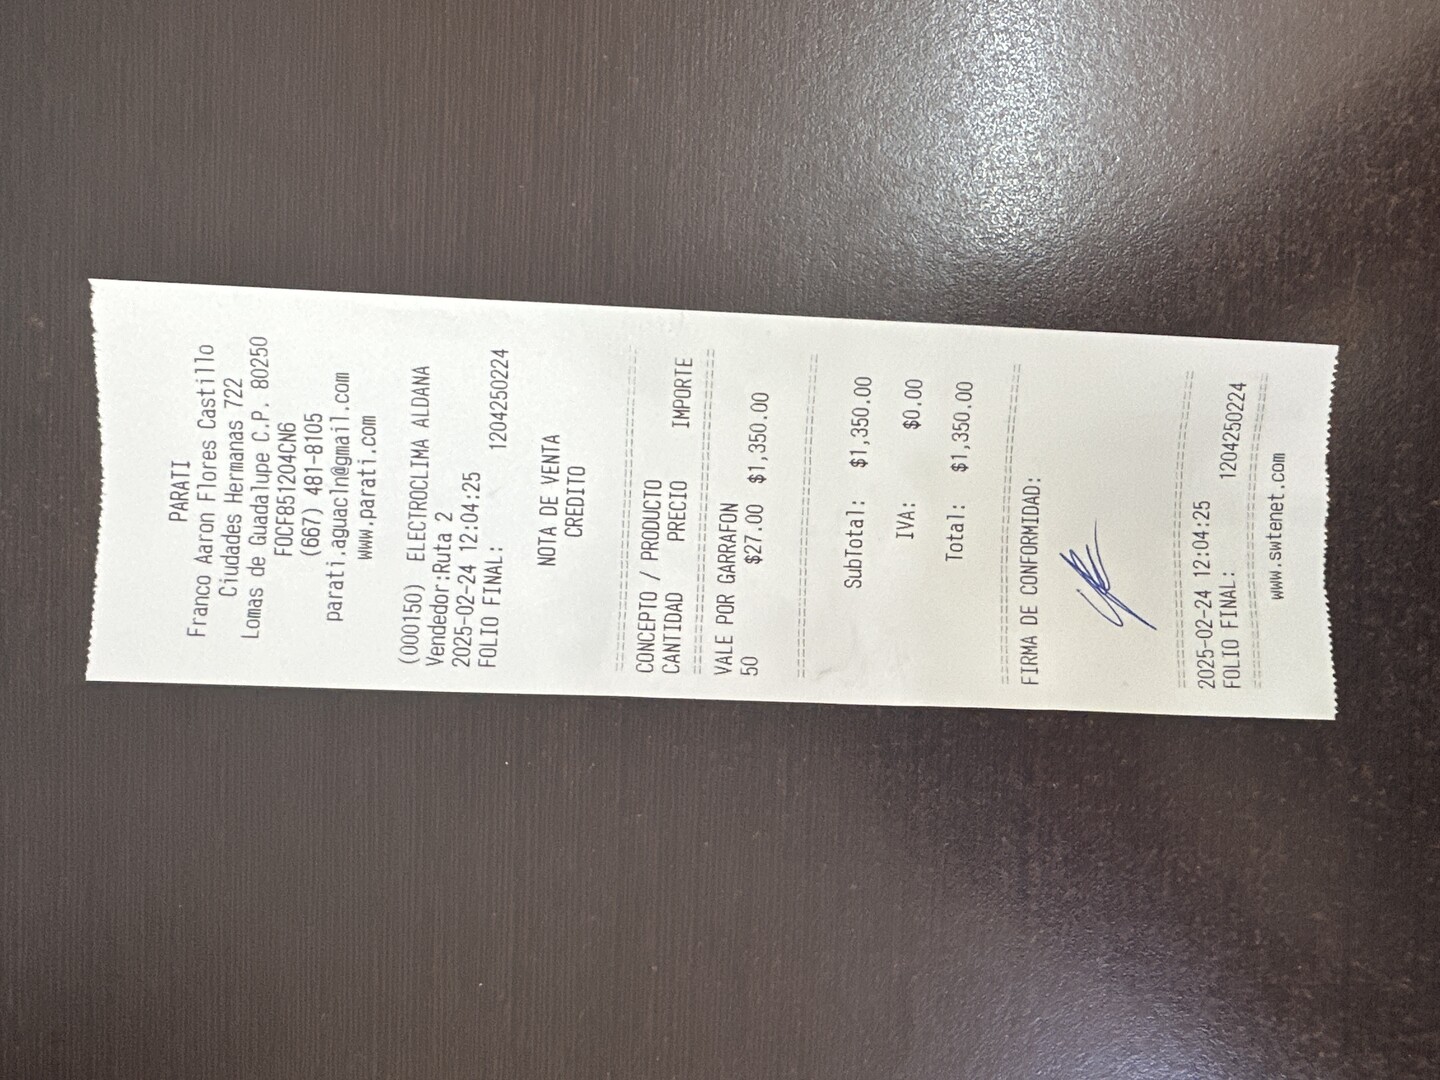 PARATI
Franco Aaron Flores Castillo
Ciudades Hermanas 722
Lomas de Guadalupe C.P. 80250
FOCF851204CN6
(667) 481-8105
parati.aguacln@gmail.com
www.parati.com
(000150) ELECTROCLIMA ALDANA
Vendedor:Ruta 2
2025-02-24 12:04:25
FOLIO FINAL: 1204250224
NOTA DE VENTA
CREDITO
CONCEPTO / PRODUCTO
CANTIDAD PRECIO IMPORTE
VALE POR GARRAFON
50 $27.00 $1,350.00
SubTotal: $1,350.00
IVA: $0.00
Total: $1,350.00
FIRMA DE CONFORMIDAD:
2025-02-24 12:04:25
FOLIO FINAL: 1204250224
www.swtenet.com